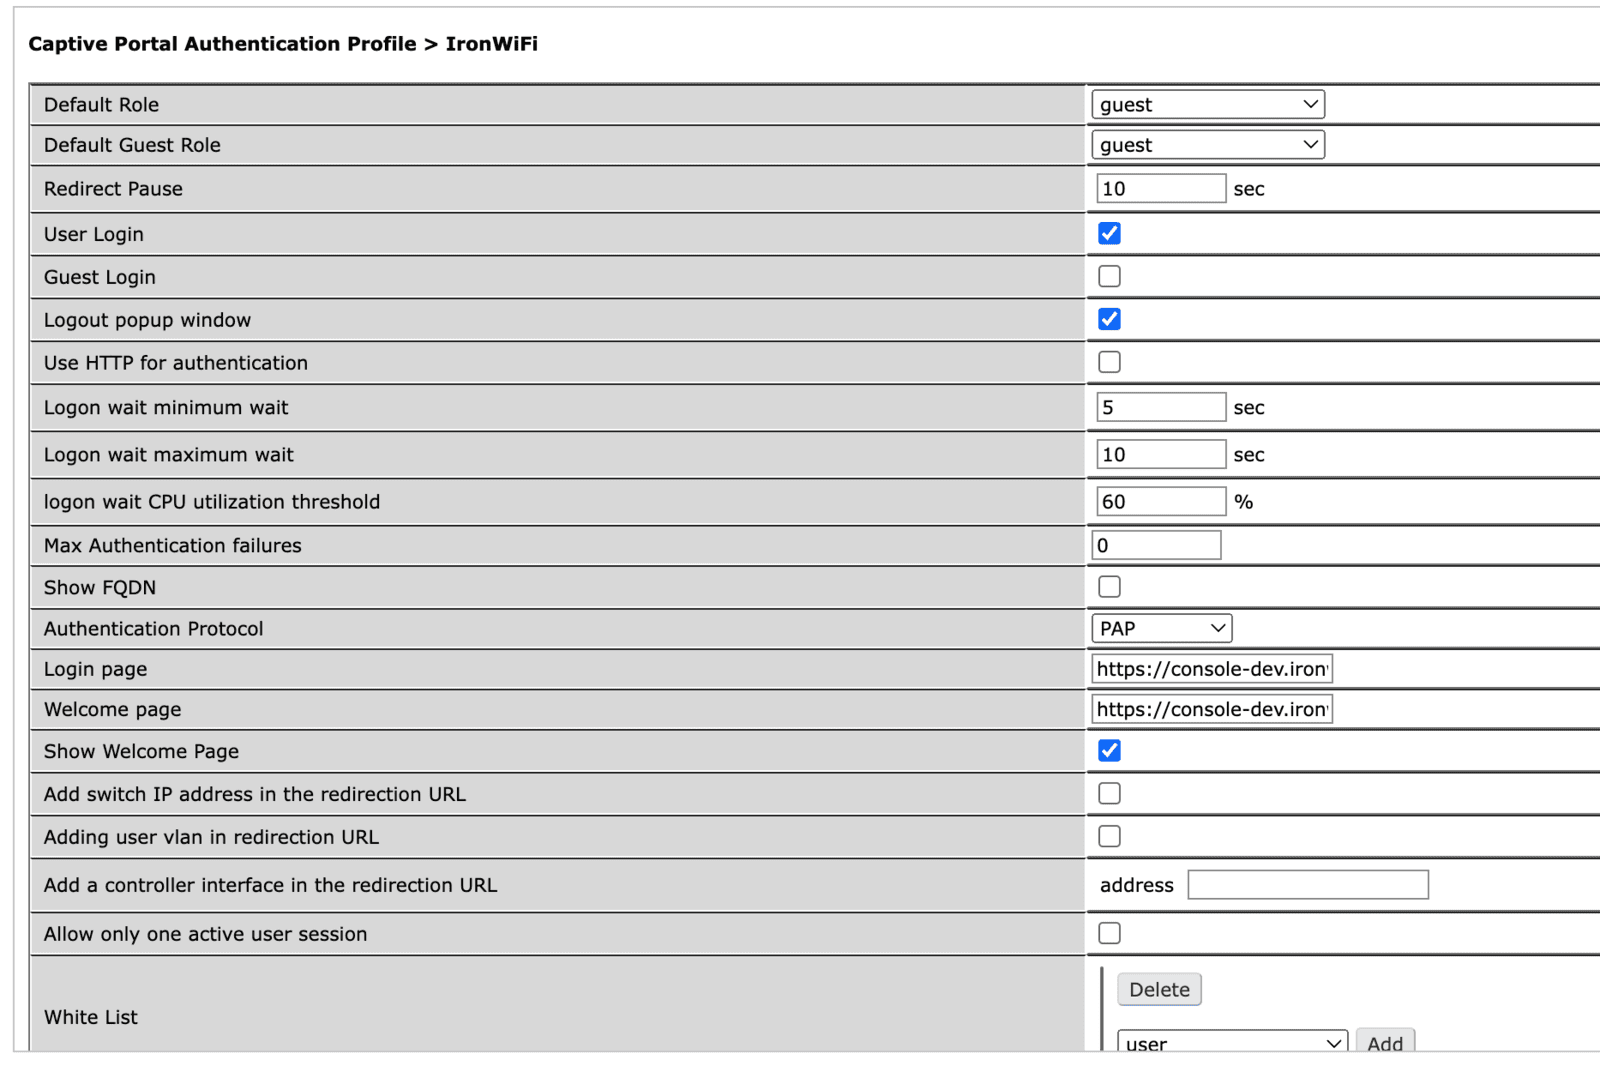 Captive Portal Authentication Profile > IronWiFi
Default Role guest
Default Guest Role guest
Redirect Pause 10 sec
User Login
Guest Login
Logout popup window
Use HTTP for authentication
Logon wait minimum wait 5 sec
Logon wait maximum wait 10 sec
logon wait CPU utilization threshold 60 %
Max Authentication failures 0
Show FQDN
Authentication Protocol PAP
Login page https://console-dev.iron
Welcome page https://console-dev.iron
Show Welcome Page
Add switch IP address in the redirection URL
Adding user vlan in redirection URL
Add a controller interface in the redirection URL address
Allow only one active user session
Delete
White List
user Add